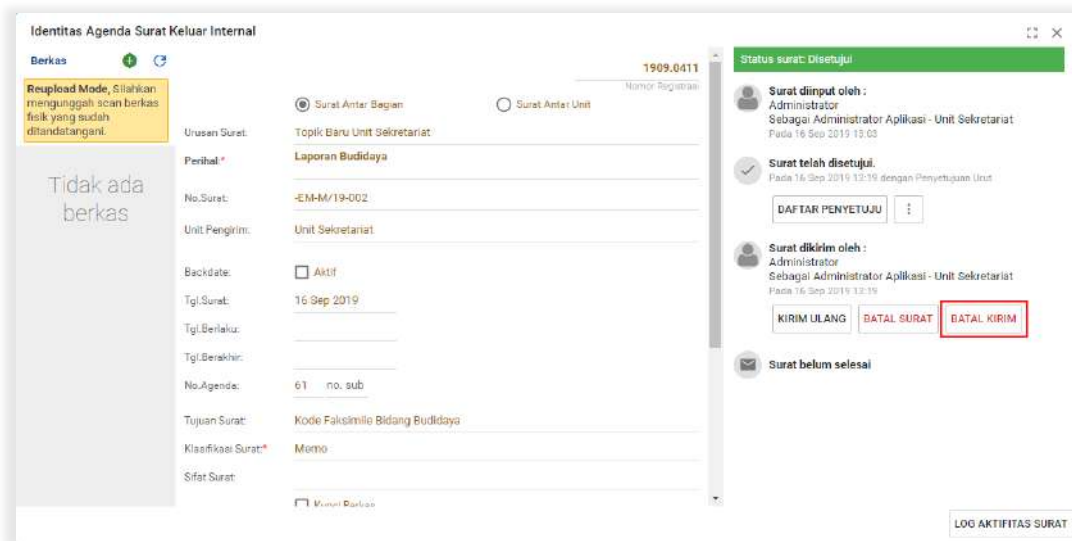 Identitas Agenda Surat Keluar Internal
Berkas
Reupload Mode, Silahkan
mengunggah scan berkas
fisik yang sudah
ditandatangani.
Tidak ada
berkas
1909.0411
Nomor Registrasi
Surat Antar Bagian
Surat Antar Unit
Urusan Surat:
Topik Baru Unit Sekretariat
Perihal:*
Laporan Budidaya
No.Surat:
-EM-M/19-002
Unit Pengirim:
Unit Sekretariat
Backdate:
Aktif
Tgl.Surat:
16 Sep 2019
Tgl.Berlaku:
Tgl.Berakhir:
No.Agenda:
61 no. sub
Tujuan Surat:
Kode Faksimile Bidang Budidaya
Klasifikasi Surat:*
Memo
Sifat Surat:
Kunci Berkas
Status surat: Disetujui
Surat diinput oleh :
Administrator
Sebagai Administrator Aplikasi - Unit Sekretariat
Pada 16 Sep 2019 13:03
Surat telah disetujui.
Pada 16 Sep 2019 13:19 dengan Penyetujuan Urut
DAFTAR PENYETUJU
Surat dikirim oleh :
Administrator
Sebagai Administrator Aplikasi - Unit Sekretariat
Pada 16 Sep 2019 13:19
KIRIM ULANG
BATAL SURAT
BATAL KIRIM
Surat belum selesai
LOG AKTIFITAS SURAT